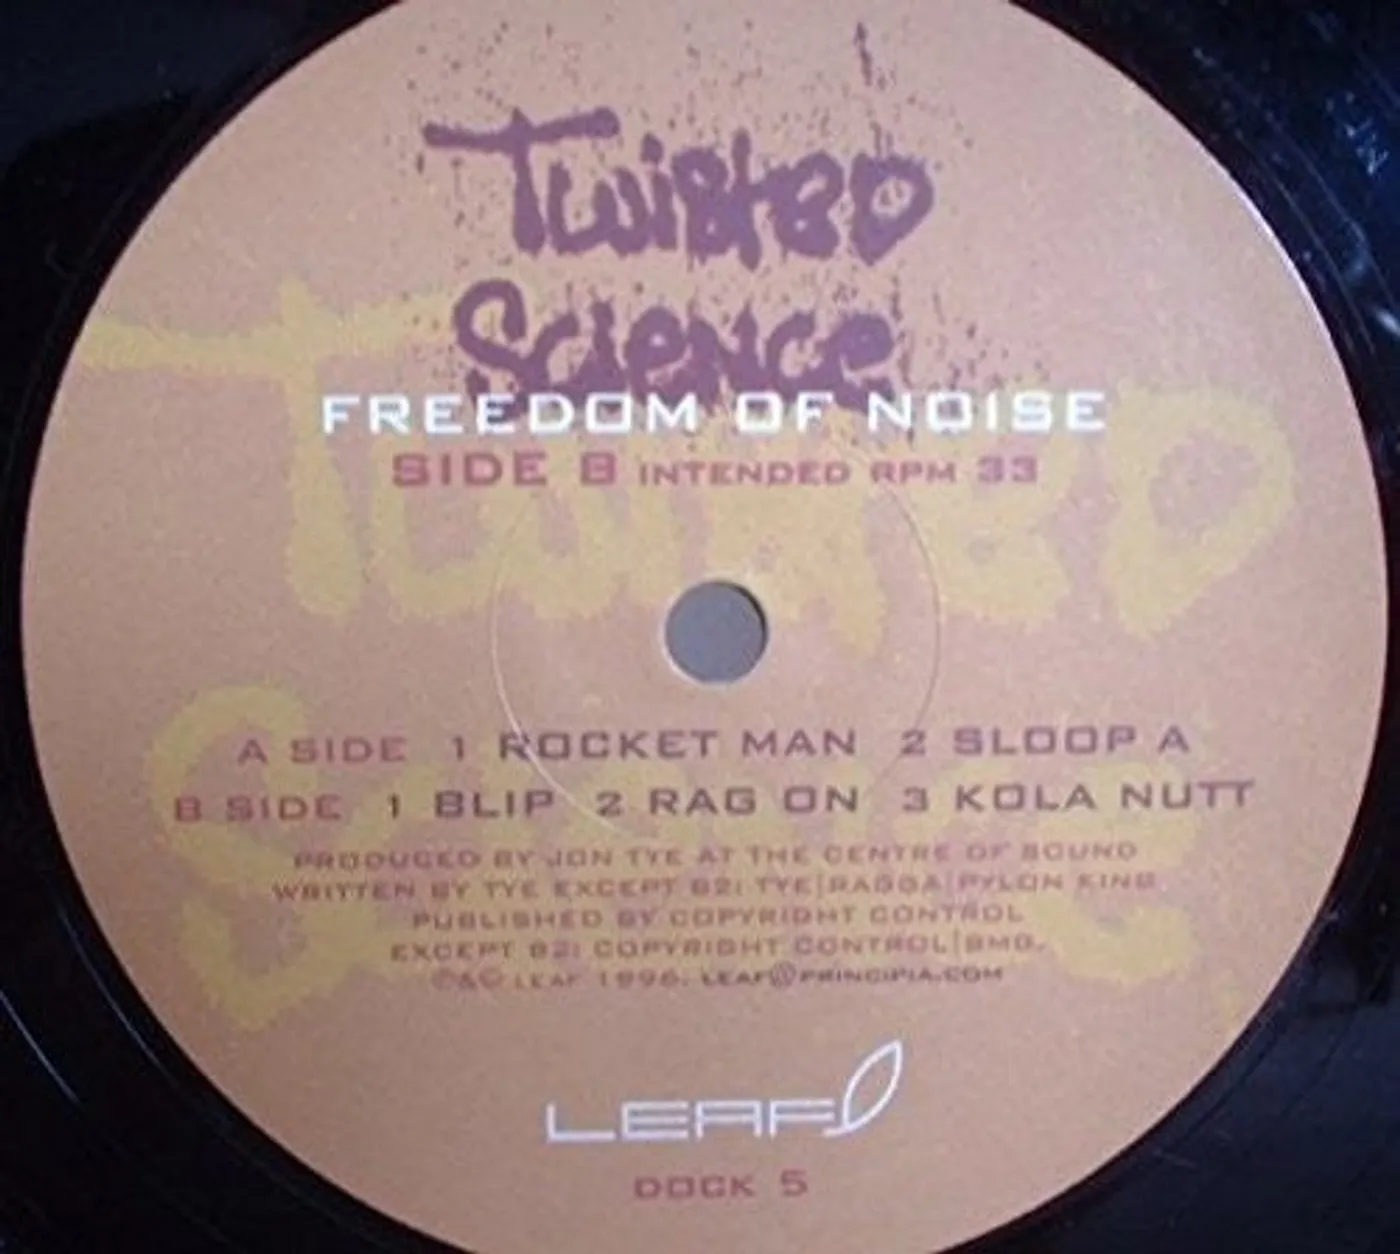 Twisted
Science
FREEDOM OF NOISE
SIDE B INTENDED RPM 33
A SIDE 1 ROCKET MAN 2 SLOOP A
B SIDE 1 BLIP 2 RAG ON 3 KOLA NUTT
PRODUCED BY JON TYE AT THE CENTRE OF SOUND
WRITTEN BY TYE EXCEPT B2: TYE|RAGGA|PYLON KING
PUBLISHED BY COPYRIGHT CONTROL
EXCEPT B2: COPYRIGHT CONTROL|BMG.
℗&© LEAF 1996. LEAF@PRINCIPIA.COM
LEAF
DOCK 5